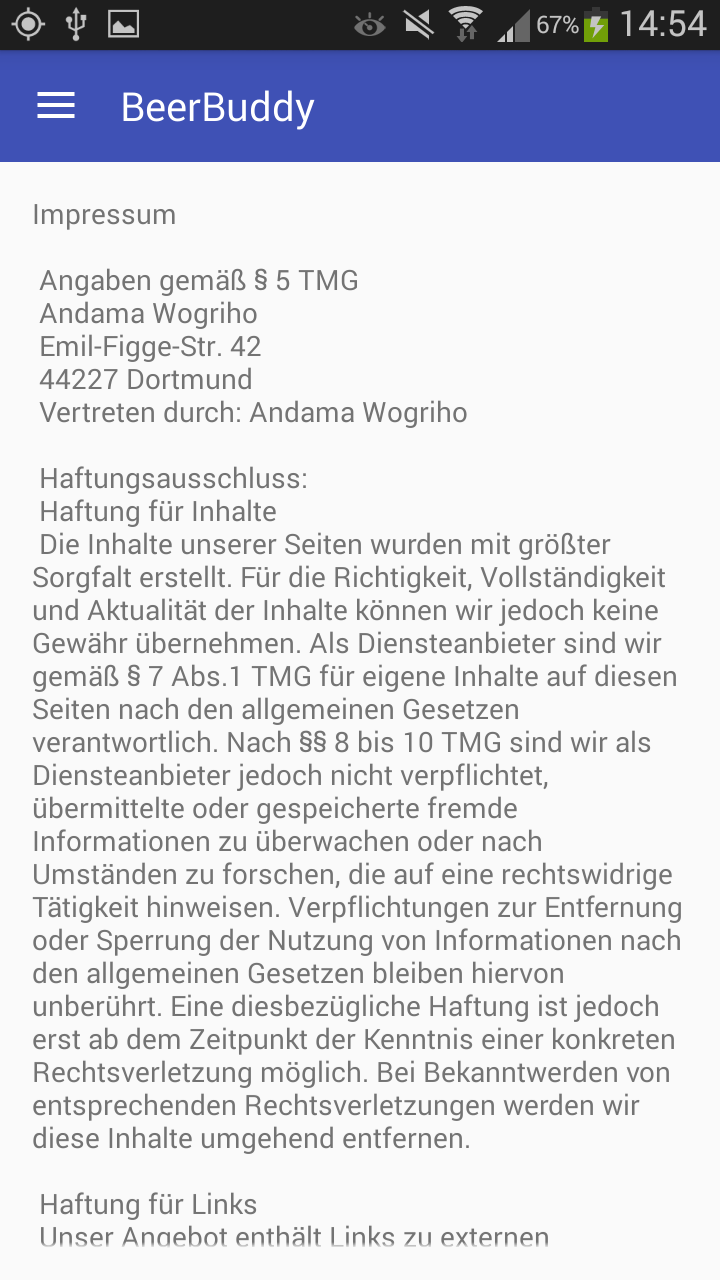 67% 14:54
BeerBuddy
Impressum
Angaben gemäß § 5 TMG
Andama Wogriho
Emil-Figge-Str. 42
44227 Dortmund
Vertreten durch: Andama Wogriho
Haftungsausschluss:
Haftung für Inhalte
Die Inhalte unserer Seiten wurden mit größter
Sorgfalt erstellt. Für die Richtigkeit, Vollständigkeit
und Aktualität der Inhalte können wir jedoch keine
Gewähr übernehmen. Als Diensteanbieter sind wir
gemäß § 7 Abs.1 TMG für eigene Inhalte auf diesen
Seiten nach den allgemeinen Gesetzen
verantwortlich. Nach §§ 8 bis 10 TMG sind wir als
Diensteanbieter jedoch nicht verpflichtet,
übermittelte oder gespeicherte fremde
Informationen zu überwachen oder nach
Umständen zu forschen, die auf eine rechtswidrige
Tätigkeit hinweisen. Verpflichtungen zur Entfernung
oder Sperrung der Nutzung von Informationen nach
den allgemeinen Gesetzen bleiben hiervon
unberührt. Eine diesbezügliche Haftung ist jedoch
erst ab dem Zeitpunkt der Kenntnis einer konkreten
Rechtsverletzung möglich. Bei Bekanntwerden von
entsprechenden Rechtsverletzungen werden wir
diese Inhalte umgehend entfernen.
Haftung für Links
Unser Angebot enthält Links zu externen